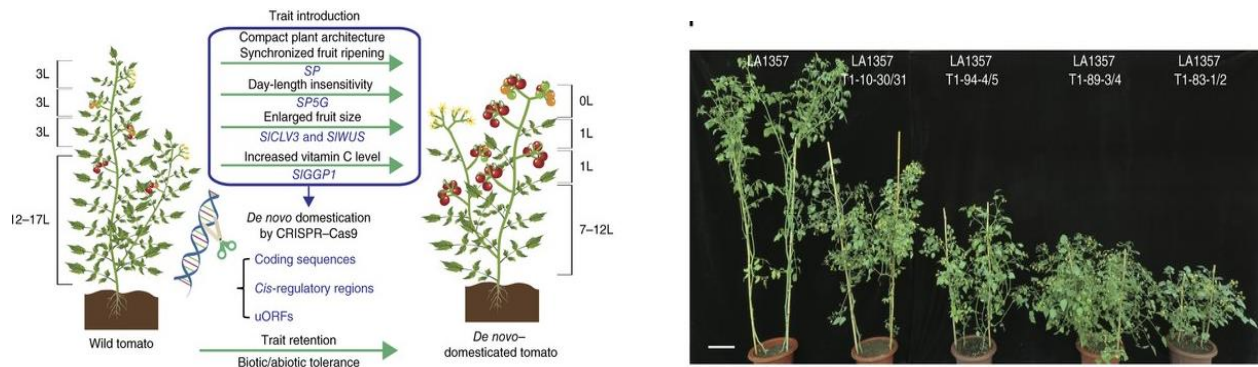 Trait introduction
Compact plant architecture
Synchronized fruit ripening
SP
Day-length insensitivity
SP5G
Enlarged fruit size
SlCLV3 and SlWUS
Increased vitamin C level
SlGGP1
3L
3L
3L
12–17L
De novo domestication
by CRISPR–Cas9
Coding sequences
Cis-regulatory regions
uORFs
Wild tomato
Trait retention
Biotic/abiotic tolerance
0L
1L
1L
7–12L
De novo–
domesticated tomato
LA1357
LA1357
T1-10-30/31
LA1357
T1-94-4/5
LA1357
T1-89-3/4
LA1357
T1-83-1/2